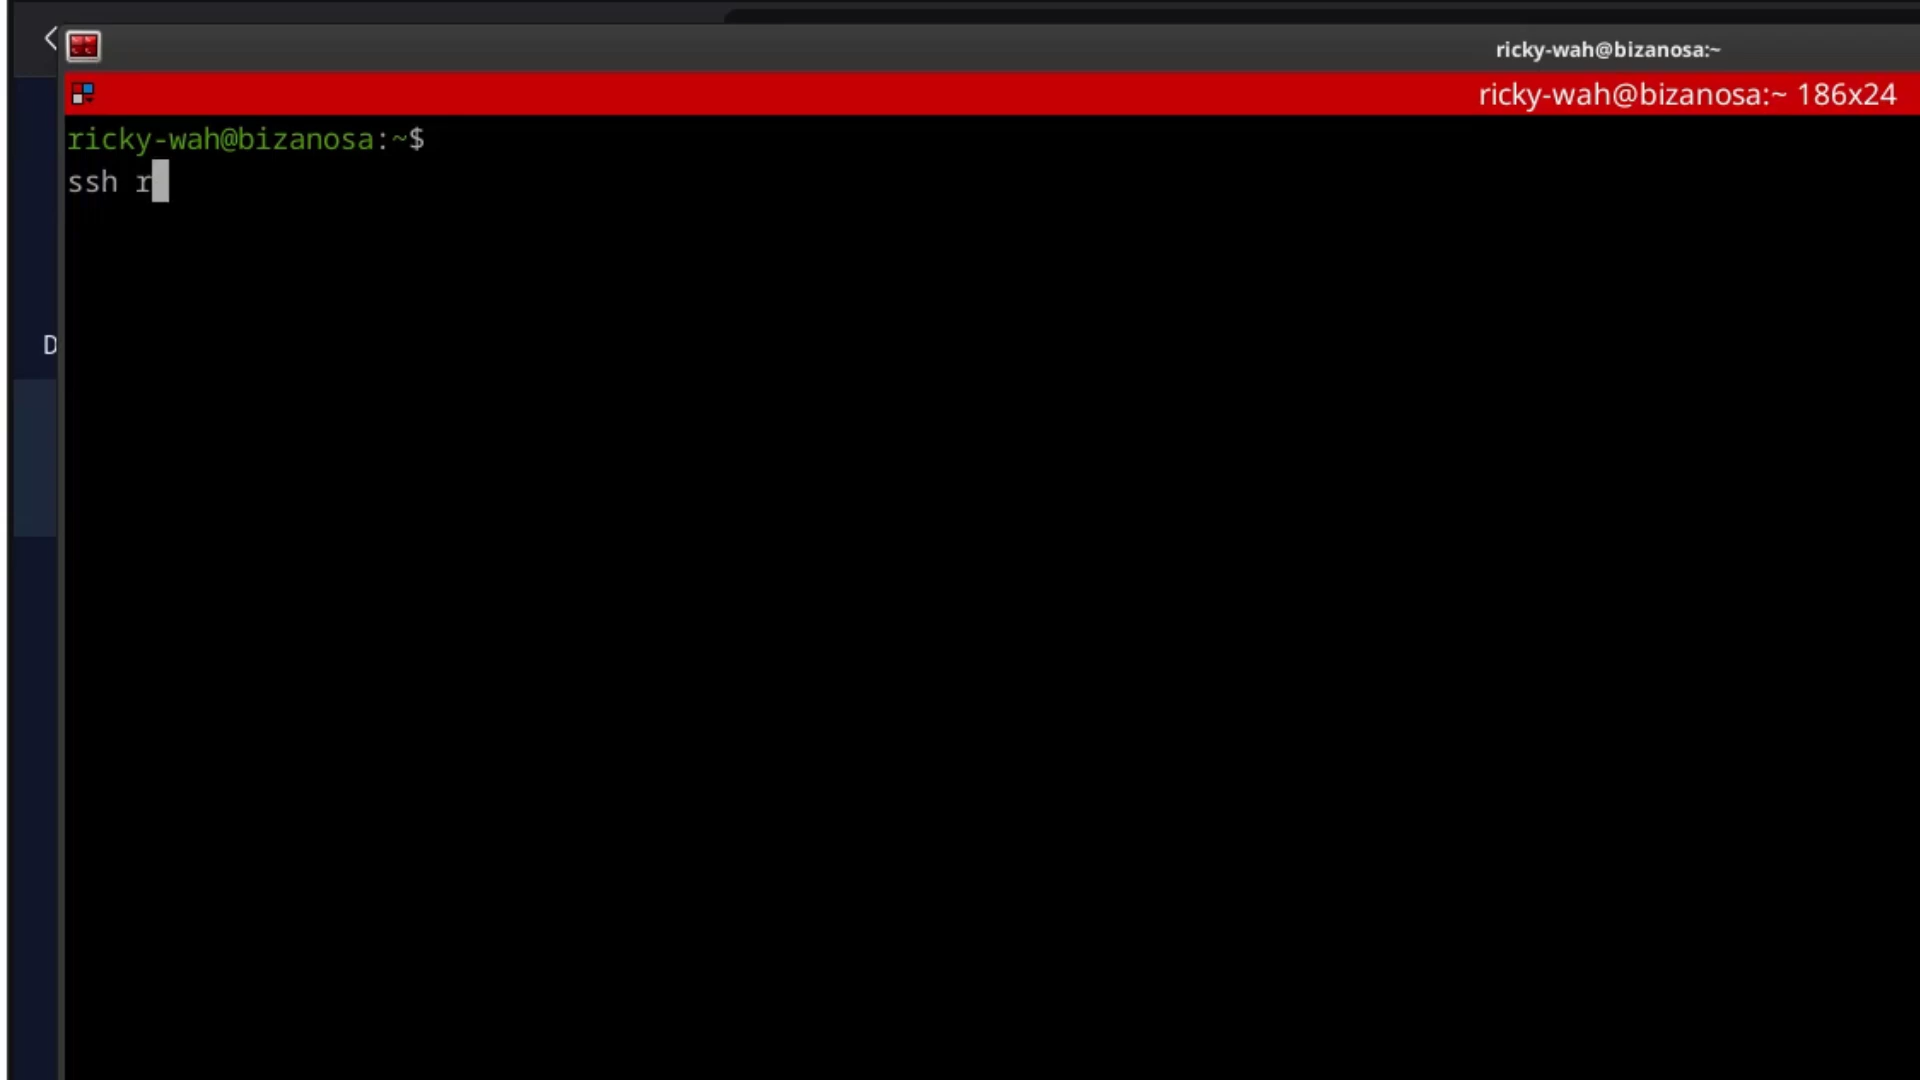 ricky-wah@bizanosa:~
ricky-wah@bizanosa:~ 186x24
ricky-wah@bizanosa:~$
ssh r
D